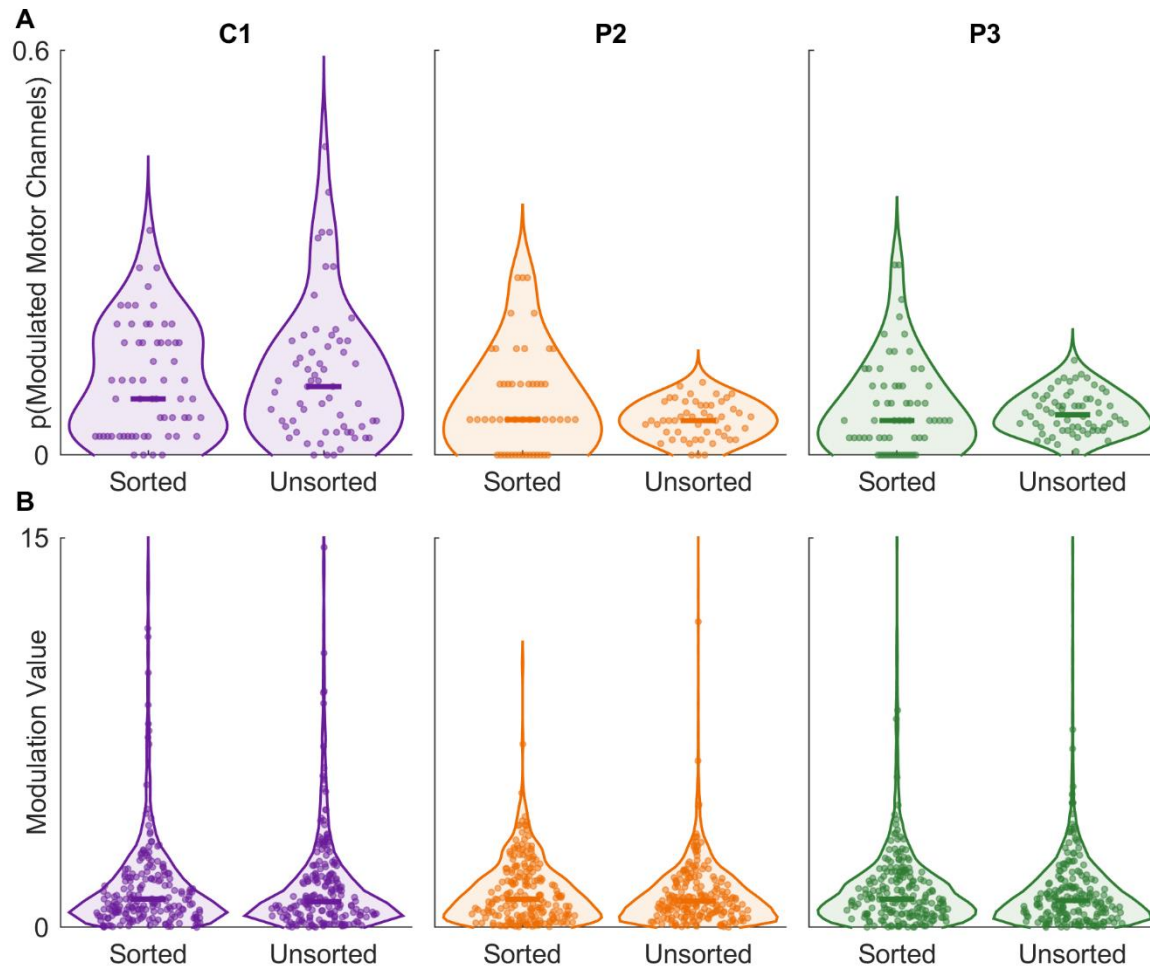 A
C1 P2 P3
0.6
p(Modulated Motor Channels)
0
Sorted Unsorted Sorted Unsorted Sorted Unsorted
B
15
Modulation Value
0
Sorted Unsorted Sorted Unsorted Sorted Unsorted